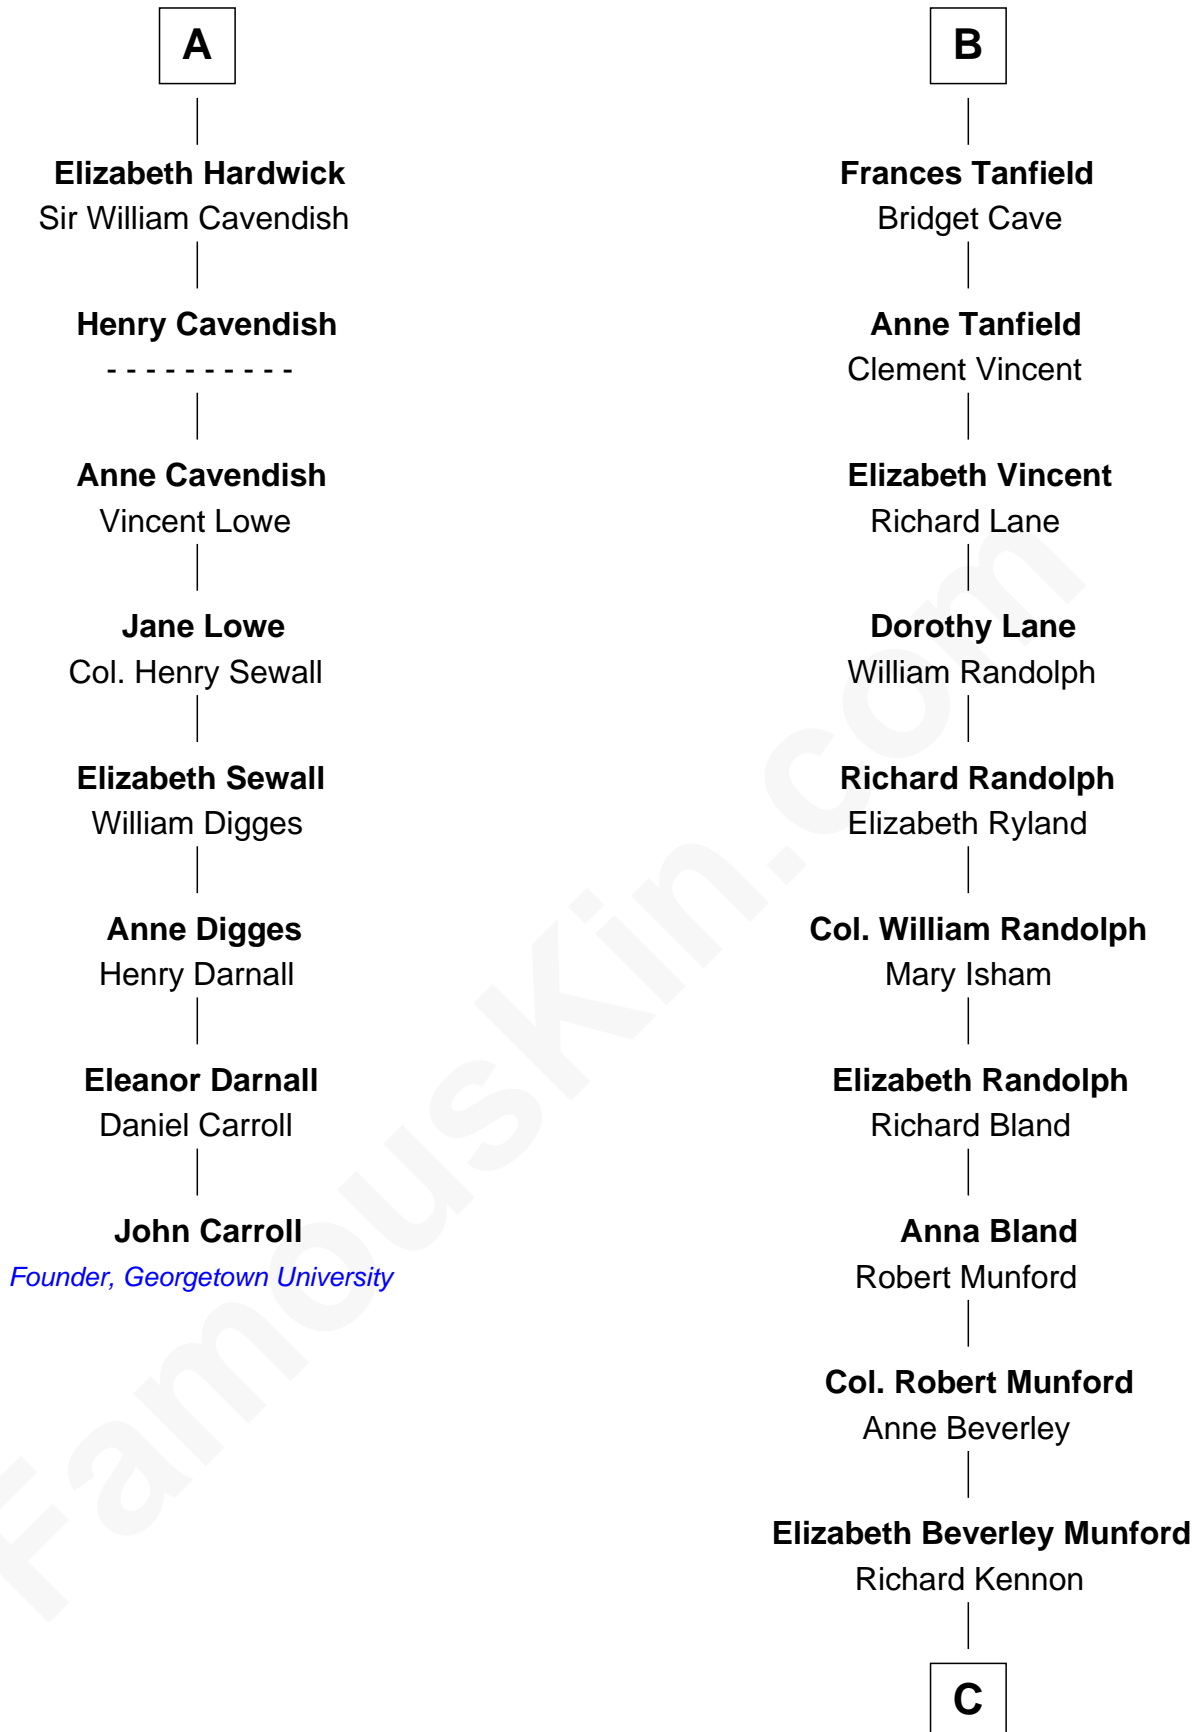 A
Elizabeth Hardwick
Sir William Cavendish
Henry Cavendish
- - - - - - - - - -
Anne Cavendish
Vincent Lowe
Jane Lowe
Col. Henry Sewall
Elizabeth Sewall
William Digges
Anne Digges
Henry Darnall
Eleanor Darnall
Daniel Carroll
John Carroll
Founder, Georgetown University
B
Frances Tanfield
Bridget Cave
Anne Tanfield
Clement Vincent
Elizabeth Vincent
Richard Lane
Dorothy Lane
William Randolph
Richard Randolph
Elizabeth Ryland
Col. William Randolph
Mary Isham
Elizabeth Randolph
Richard Bland
Anna Bland
Robert Munford
Col. Robert Munford
Anne Beverley
Elizabeth Beverley Munford
Richard Kennon
C
FamousKin.com